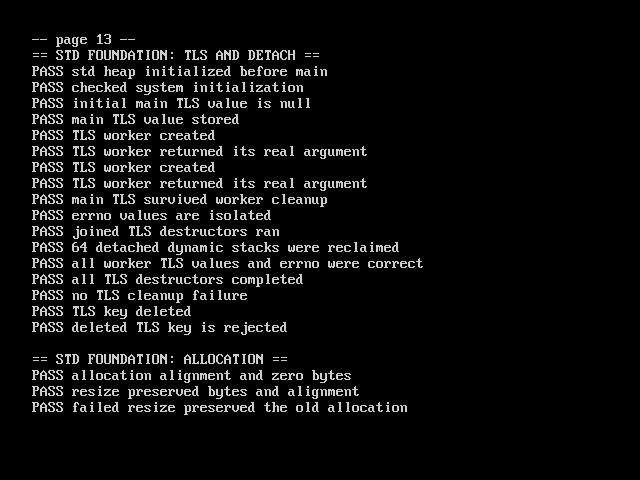 -- page 13 --
== STD FOUNDATION: TLS AND DETACH ==
PASS std heap initialized before main
PASS checked system initialization
PASS initial main TLS value is null
PASS main TLS value stored
PASS TLS worker created
PASS TLS worker returned its real argument
PASS TLS worker created
PASS TLS worker returned its real argument
PASS main TLS survived worker cleanup
PASS errno values are isolated
PASS joined TLS destructors ran
PASS 64 detached dynamic stacks were reclaimed
PASS all worker TLS values and errno were correct
PASS all TLS destructors completed
PASS no TLS cleanup failure
PASS TLS key deleted
PASS deleted TLS key is rejected
== STD FOUNDATION: ALLOCATION ==
PASS allocation alignment and zero bytes
PASS resize preserved bytes and alignment
PASS failed resize preserved the old allocation